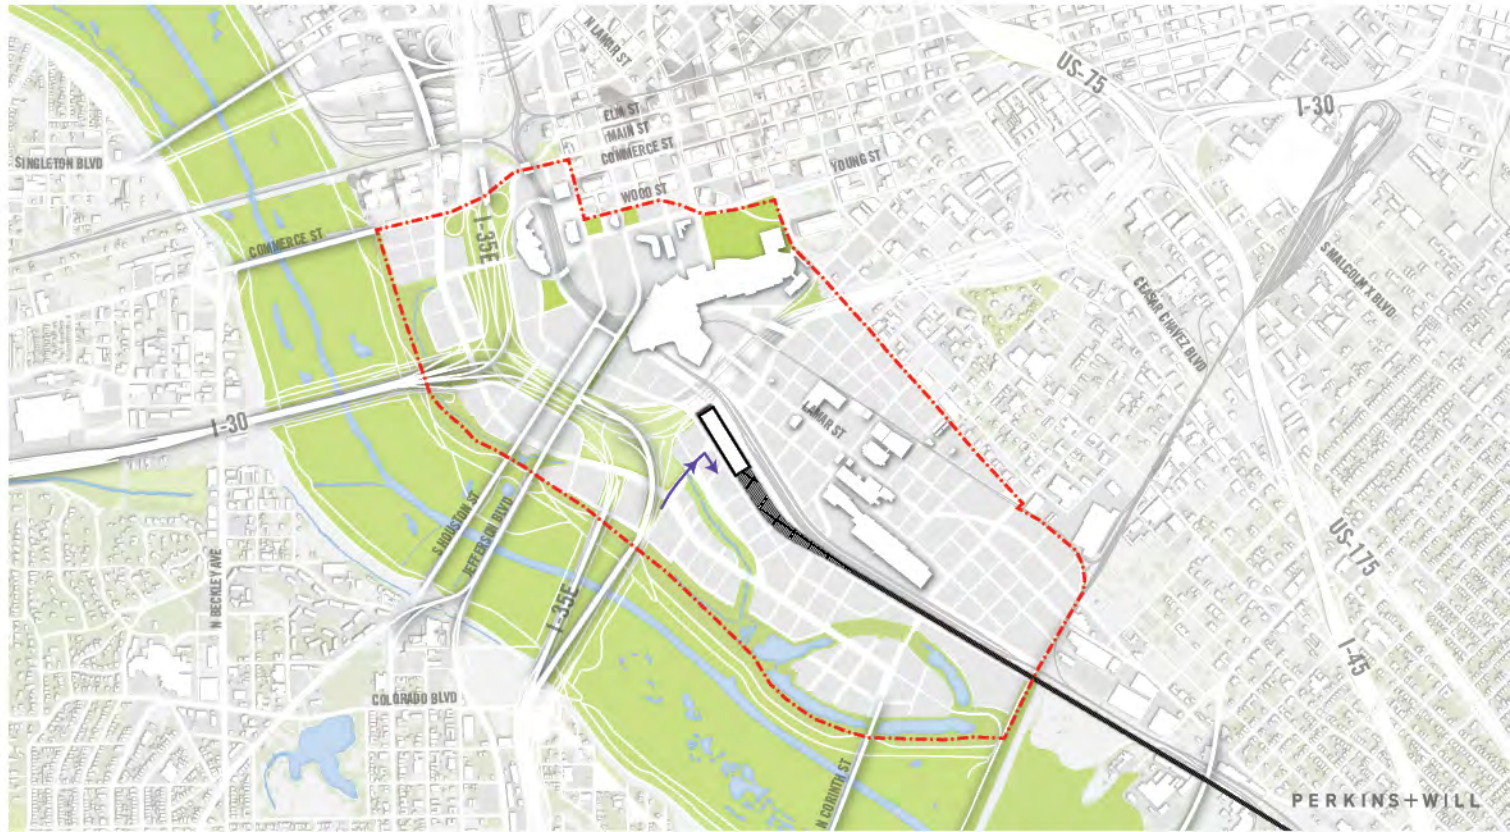 N LAMAR ST
US-75
I-30
ELM ST
MAIN ST
COMMERCE ST
SINGLETON BLVD
YOUNG ST
WOOD ST
COMMERCE ST
I-35E
S MALCOLM X BLVD
CEASAR CHAVEZ BLVD
I-30
LAMAR ST
S HOUSTON ST
JEFFERSON BLVD
US-175
N BECKLEY AVE
I-35E
I-45
COLORADO BLVD
N CORINTH ST
PERKINS+WILL